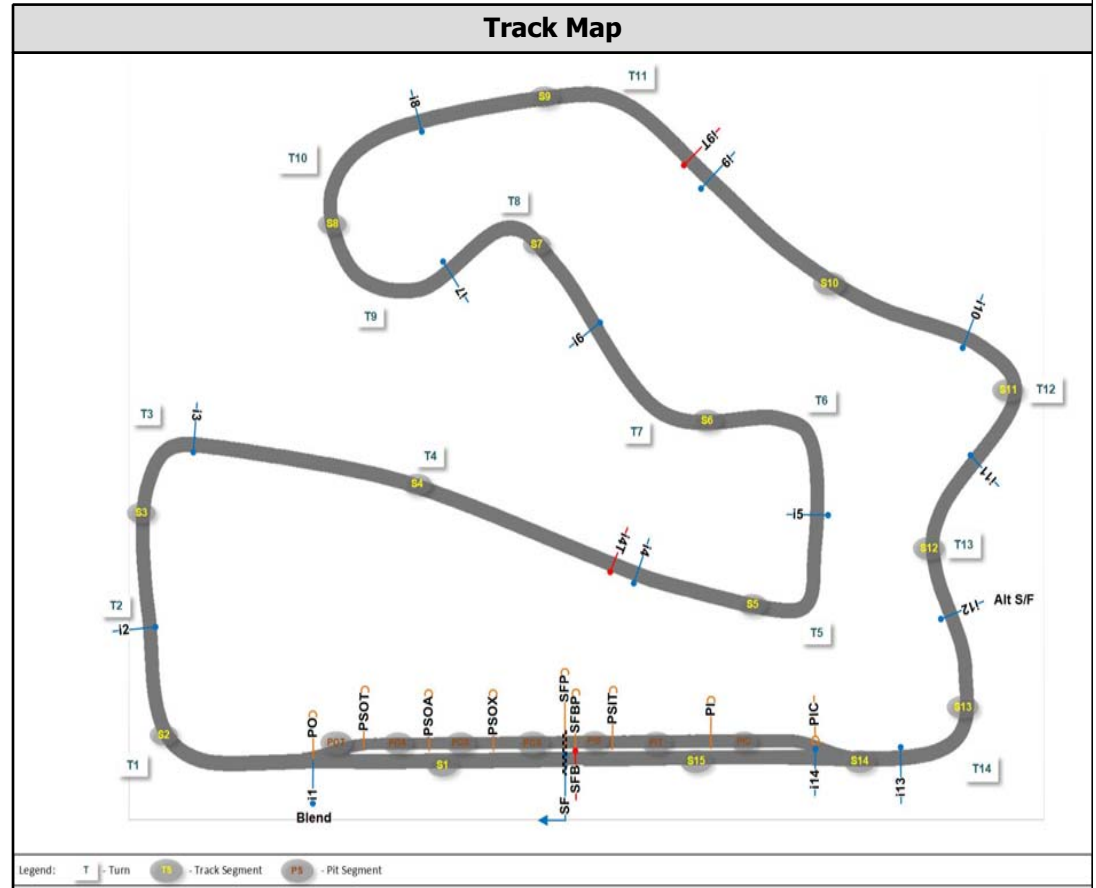 Track Map
T11
S9
-i8
-i9T
-i9
T10
T8
S8
S7
-i7
S10
-i10
T9
-i6
S11
T12
T6
T3
-i3
T7
S6
-i11
T4
S4
-i5
S3
S12
T13
-i4T
-i4
-i12
Alt S/F
T2
-i2
S5
T5
PO
PSOT
PSOA
PSOX
SFP
SFBP
PSIT
PI
PIC
S13
S2
T1
S1
S15
S14
T14
-i1
SF
-SFB
-i14
-i13
Blend
Legend: T - Turn TS - Track Segment PS - Pit Segment